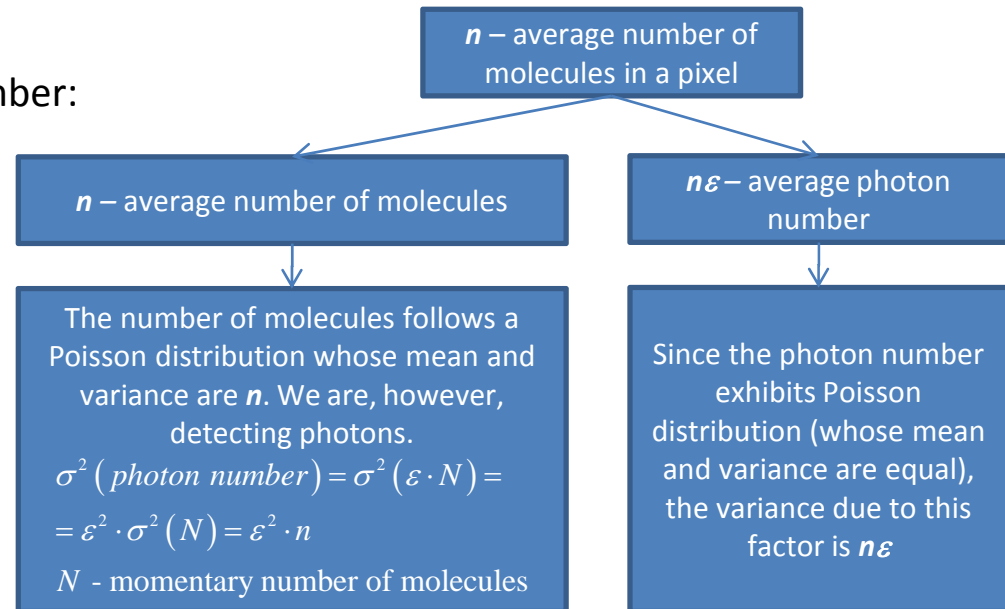 n – average number of
molecules in a pixel
mber:
n – average number of molecules
nε – average photon
number
The number of molecules follows a
Poisson distribution whose mean and
variance are n. We are, however,
detecting photons.
σ² (photon number) = σ² (ε · N) =
= ε² · σ² (N) = ε² · n
N - momentary number of molecules
Since the photon number
exhibits Poisson
distribution (whose mean
and variance are equal),
the variance due to this
factor is nε